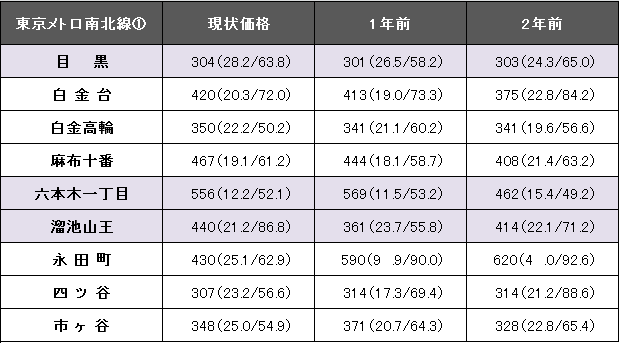 東京メトロ南北線① 現状価格 1年前 2年前
目 黒 304(28.2/63.8) 301(26.5/58.2) 303(24.3/65.0)
白 金 台 420(20.3/72.0) 413(19.0/73.3) 375(22.8/84.2)
白金高輪 350(22.2/50.2) 341(21.1/60.2) 341(19.6/56.6)
麻布十番 467(19.1/61.2) 444(18.1/58.7) 408(21.4/63.2)
六本木一丁目 556(12.2/52.1) 569(11.5/53.2) 462(15.4/49.2)
溜池山王 440(21.2/86.8) 361(23.7/55.8) 414(22.1/71.2)
永 田 町 430(25.1/62.9) 590(9 .9/90.0) 620(4 .0/92.6)
四 ツ 谷 307(23.2/56.6) 314(17.3/69.4) 314(21.2/88.6)
市 ヶ 谷 348(25.0/54.9) 371(20.7/64.3) 328(22.8/65.4)